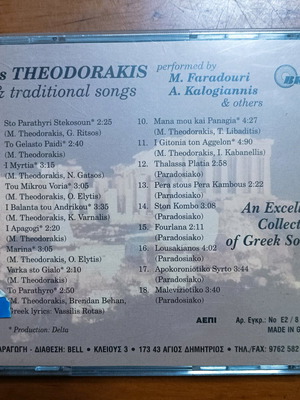 s THEODORAKIS
& traditional songs
performed by
M. Faradouri
A. Kalogiannis
& others
Sto Parathyri Stekosoun* 2:25
(M. Theodorakis, G. Ritsos)
To Gelasto Paidi* 2:40
(M. Theodorakis)
I Myrtia* 3:15
(M. Theodorakis, N. Gatsos)
Tou Mikrou Voria* 3:05
(M. Theodorakis, O. Elytis)
I Balanta tou Andrikou* 3:35
(M. Theodorakis, K. Varnalis)
I Apagogi* 2:20
(M. Theodorakis)
Marina* 3:05
(M. Theodorakis, O. Elytis)
Varka sto Gialo* 2:10
(M. Theodorakis)
To Parathyro* 2:50
(M. Theodorakis, Brendan Behan,
Greek lyrics: Vassilis Rotas)
* Production: Delta
10. Mana mou kai Panagia* 4:27
(M. Theodorakis, T. Libaditis)
11. I Gitonia ton Aggelon* 4:90
(M. Theodorakis, I. Kabanellis)
12. Thalassa Platia 2:58
(Paradosiako)
13. Pera stous Pera Kambous 2:22
(Paradosiako)
14. Ston Kombo 3:08
(Paradosiako)
15. Fourlana 2:11
(Paradosiako)
16. Lousakianos 4:02
(Paradosiako)
17. Apokoroniotiko Syrto 3:44
(Paradosiako)
18. Maleviziotiko 3:40
(Paradosiako)
An Excelle
Collect
of Greek So
ΑΕΠΙ
Αρ. Εγκρ. Νο Ε2 / 8
MADE IN G
ΡΑΓΩΓΗ - ΔΙΑΘΕΣΗ: BELL • ΚΛΕΙΟΥΣ 3 • 173 43 ΑΓΙΟΣ ΔΗΜΗΤΡΙΟΣ • ΤΗΛ./FAX: 9762 582